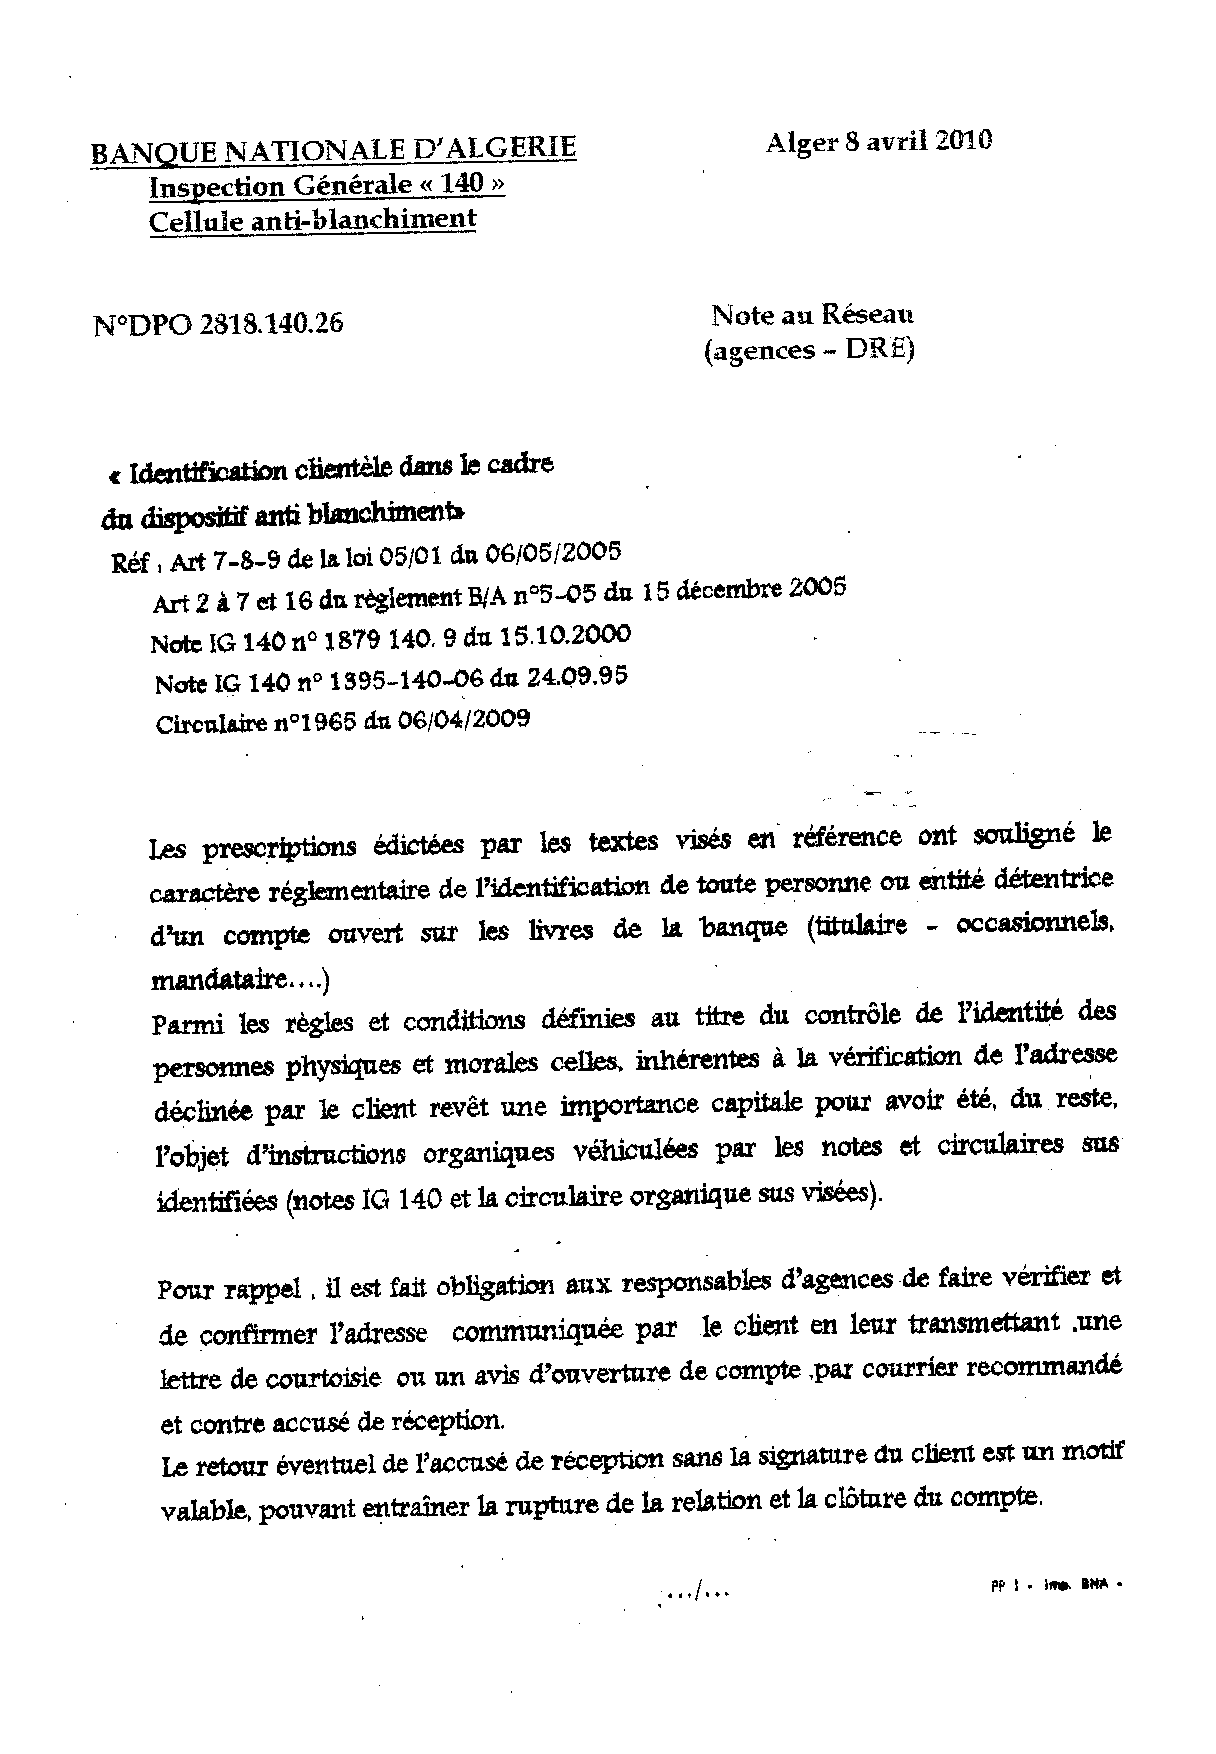 BANQUE NATIONALE D'ALGERIE
Alger 8 avril 2010
Inspection Générale « 140 »
Cellule anti-blanchiment
N°DPO 2818.140.26
Note au Réseau
(agences – DRE)
« Identification clientèle dans le cadre
du dispositif anti blanchiment»
Réf , Art 7-8-9 de la loi 05/01 du 06/05/2005
Art 2 à 7 et 16 du règlement B/A n°5-05 du 15 décembre 2005
Note IG 140 n° 1879 140. 9 du 15.10.2000
Note IG 140 n° 1395-140-06 du 24.09.95
Circulaire n°1965 du 06/04/2009
Les prescriptions édictées par les textes visés en référence ont souligné le
caractère réglementaire de l'identification de toute personne ou entité détentrice
d'un compte ouvert sur les livres de la banque (titulaire - occasionnels,
mandataire....)
Parmi les règles et conditions définies au titre du contrôle de l'identité des
personnes physiques et morales celles, inhérentes à la vérification de l'adresse
déclinée par le client revêt une importance capitale pour avoir été, du reste,
l'objet d'instructions organiques véhiculées par les notes et circulaires sus
identifiées (notes IG 140 et la circulaire organique sus visées).
Pour rappel , il est fait obligation aux responsables d'agences de faire vérifier et
de confirmer l'adresse communiquée par le client en leur transmettant ,une
lettre de courtoisie ou un avis d'ouverture de compte ,par courrier recommandé
et contre accusé de réception.
Le retour éventuel de l'accusé de réception sans la signature du client est un motif
valable, pouvant entraîner la rupture de la relation et la clôture du compte.
.../...
PP 1 - Imp. BNA -